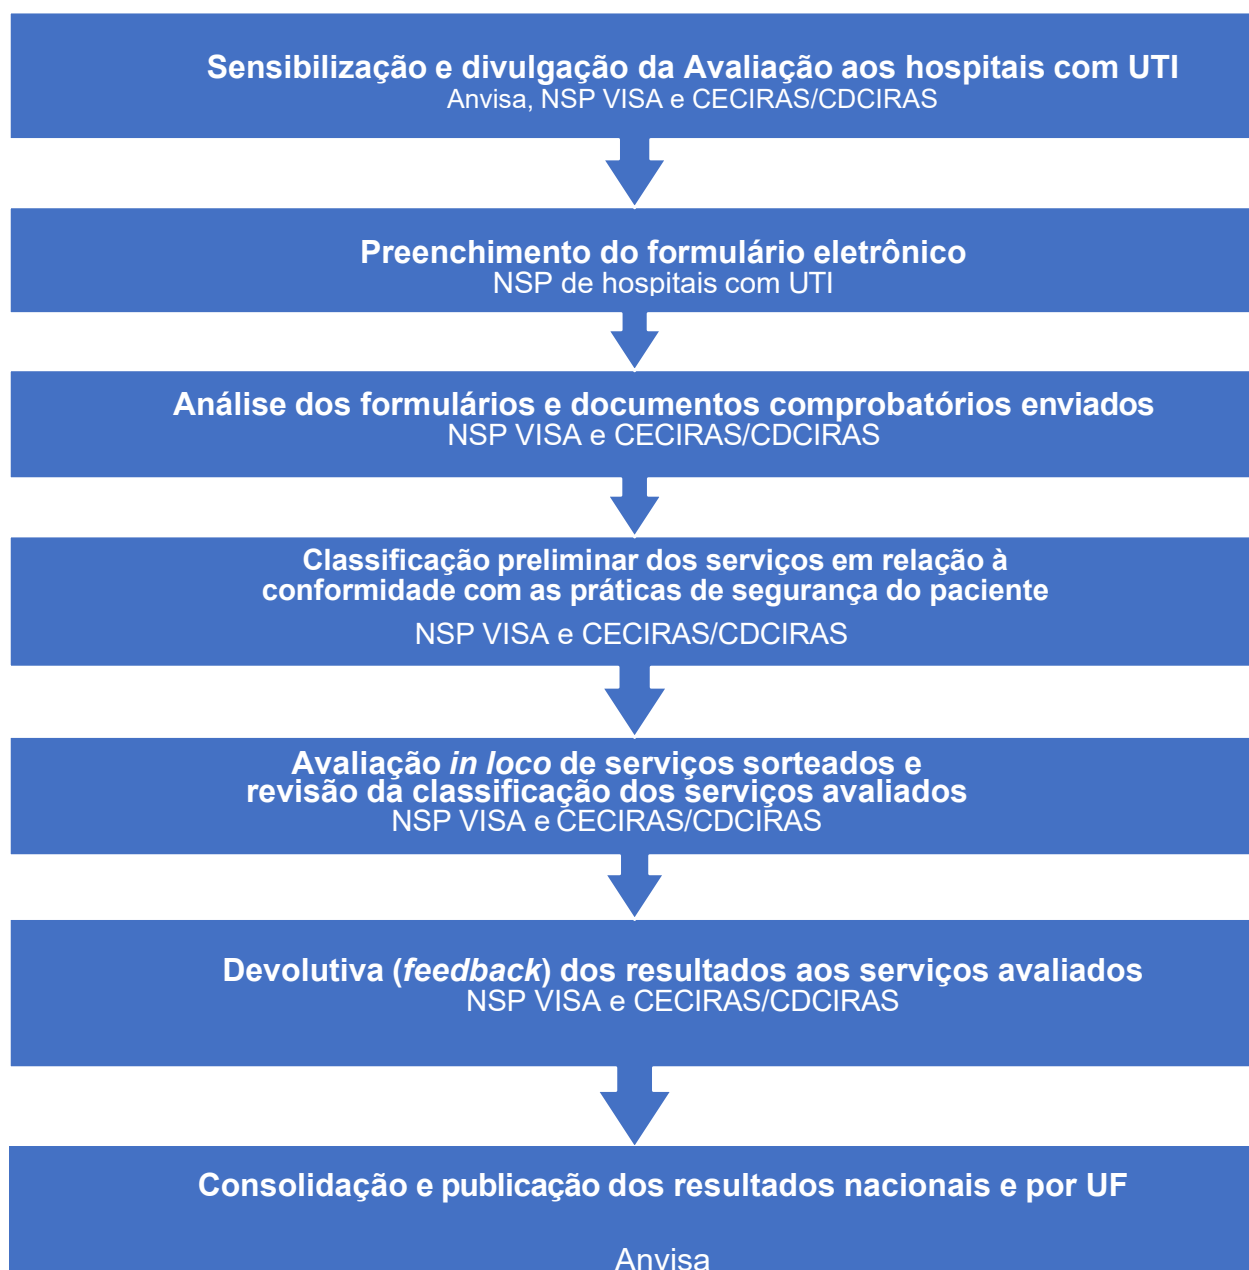 Sensibilização e divulgação da Avaliação aos hospitais com UTI
Anvisa, NSP VISA e CECIRAS/CDCIRAS
Preenchimento do formulário eletrônico
NSP de hospitais com UTI
Análise dos formulários e documentos comprobatórios enviados
NSP VISA e CECIRAS/CDCIRAS
Classificação preliminar dos serviços em relação à
conformidade com as práticas de segurança do paciente
NSP VISA e CECIRAS/CDCIRAS
Avaliação in loco de serviços sorteados e
revisão da classificação dos serviços avaliados
NSP VISA e CECIRAS/CDCIRAS
Devolutiva (feedback) dos resultados aos serviços avaliados
NSP VISA e CECIRAS/CDCIRAS
Consolidação e publicação dos resultados nacionais e por UF
Anvisa